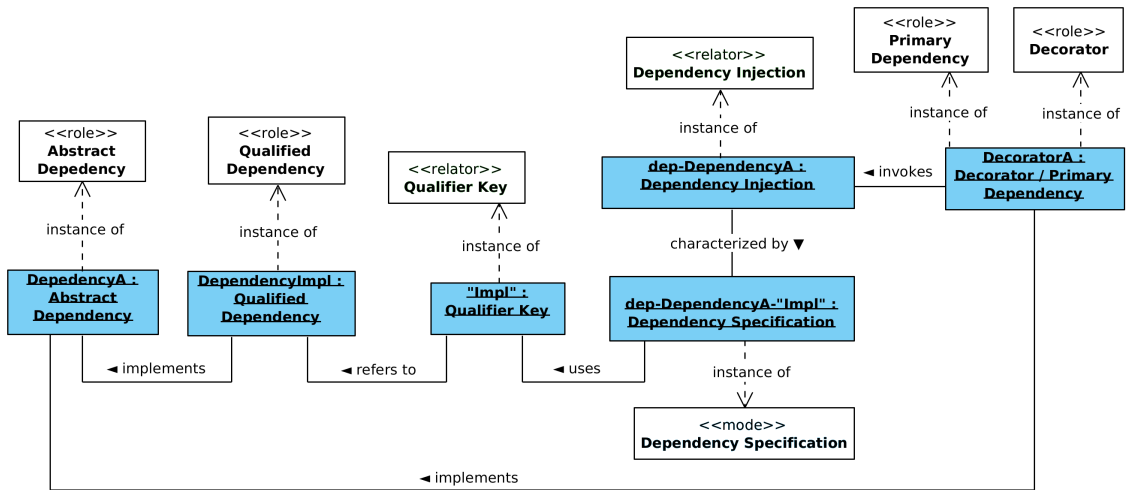 <<role>>
Primary
Dependency
<<role>>
Decorator
<<relator>>
Dependency Injection
instance of
instance of
<<role>>
Abstract
Depedency
<<role>>
Qualified
Dependency
instance of
<<relator>>
Qualifier Key
dep-DependencyA :
Dependency Injection
◄ invokes
DecoratorA :
Decorator / Primary
Dependency
instance of
instance of
instance of
characterized by ▼
DepedencyA :
Abstract
Dependency
DependencyImpl :
Qualified
Dependency
"Impl" :
Qualifier Key
dep-DependencyA-"Impl" :
Dependency Specification
◄ implements
◄ refers to
◄ uses
instance of
<<mode>>
Dependency Specification
◄ implements